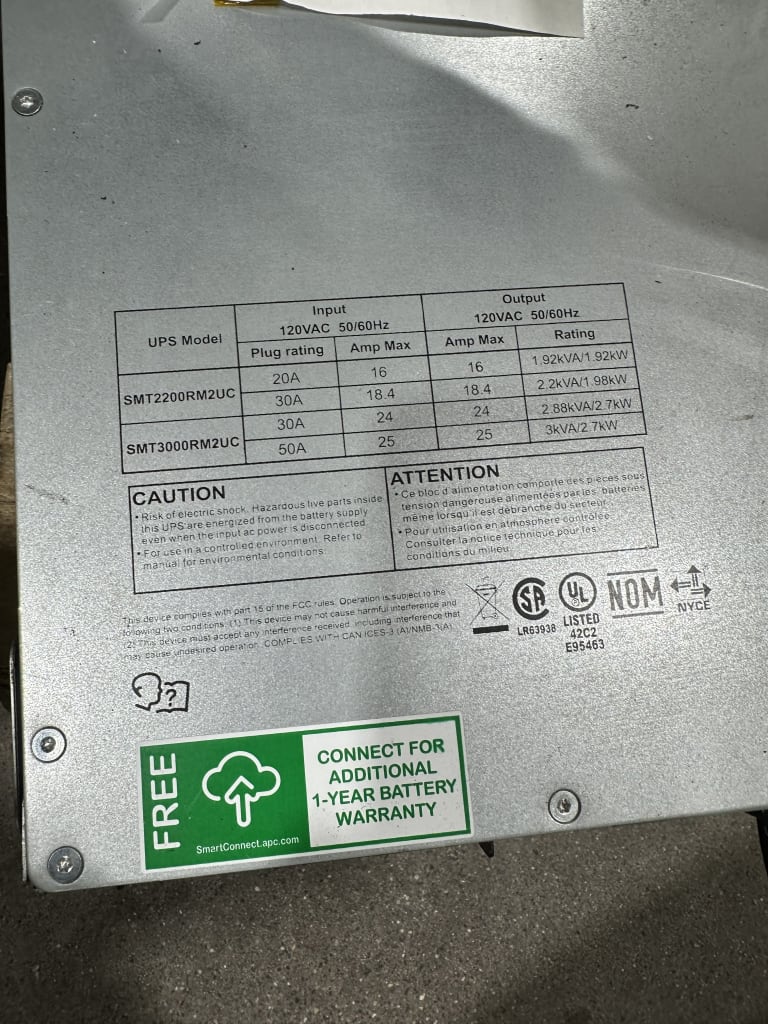 UPS Model
Input
120VAC 50/60Hz
Output
120VAC 50/60Hz
Plug rating Amp Max Amp Max Rating
SMT2200RM2UC
20A 16 16 1.92kVA/1.92kW
30A 18.4 18.4 2.2kVA/1.98kW
SMT3000RM2UC
30A 24 24 2.88kVA/2.7kW
50A 25 25 3kVA/2.7kW
CAUTION
• Risk of electric shock. Hazardous live parts inside
this UPS are energized from the battery supply
even when the input ac power is disconnected.
• For use in a controlled environment. Refer to
manual for environmental conditions.
ATTENTION
• Ce bloc d'alimentation comporte des pièces sous
tension dangereuse alimentées par les batteries
même lorsqu'il est débranché du secteur.
• Pour utilisation en atmosphère contrôlée.
Consulter la notice technique pour les
conditions du milieu.
This device complies with part 15 of the FCC rules. Operation is subject to the
following two conditions: (1) This device may not cause harmful interference and
(2) This device must accept any interference received, including interference that
may cause undesired operation. COMPLIES WITH CAN ICES-3 (A)/NMB-3(A).
SA
LR63938
UL
LISTED
42C2
E95463
NOM
NYCE
?
FREE
SmartConnect.apc.com
CONNECT FOR
ADDITIONAL
1-YEAR BATTERY
WARRANTY